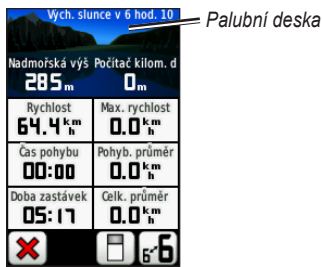 Vých. slunce v 6 hod. 10
Palubní deska
Nadmořská výš Počítač kilom. d
285m 0m
Rychlost Max. rychlost
64.4 km/h 0.0 km/h
Čas pohybu Pohyb. průměr
00:00 0.0 km/h
Doba zastávek Celk. průměr
05:17 0.0 km/h
6 6